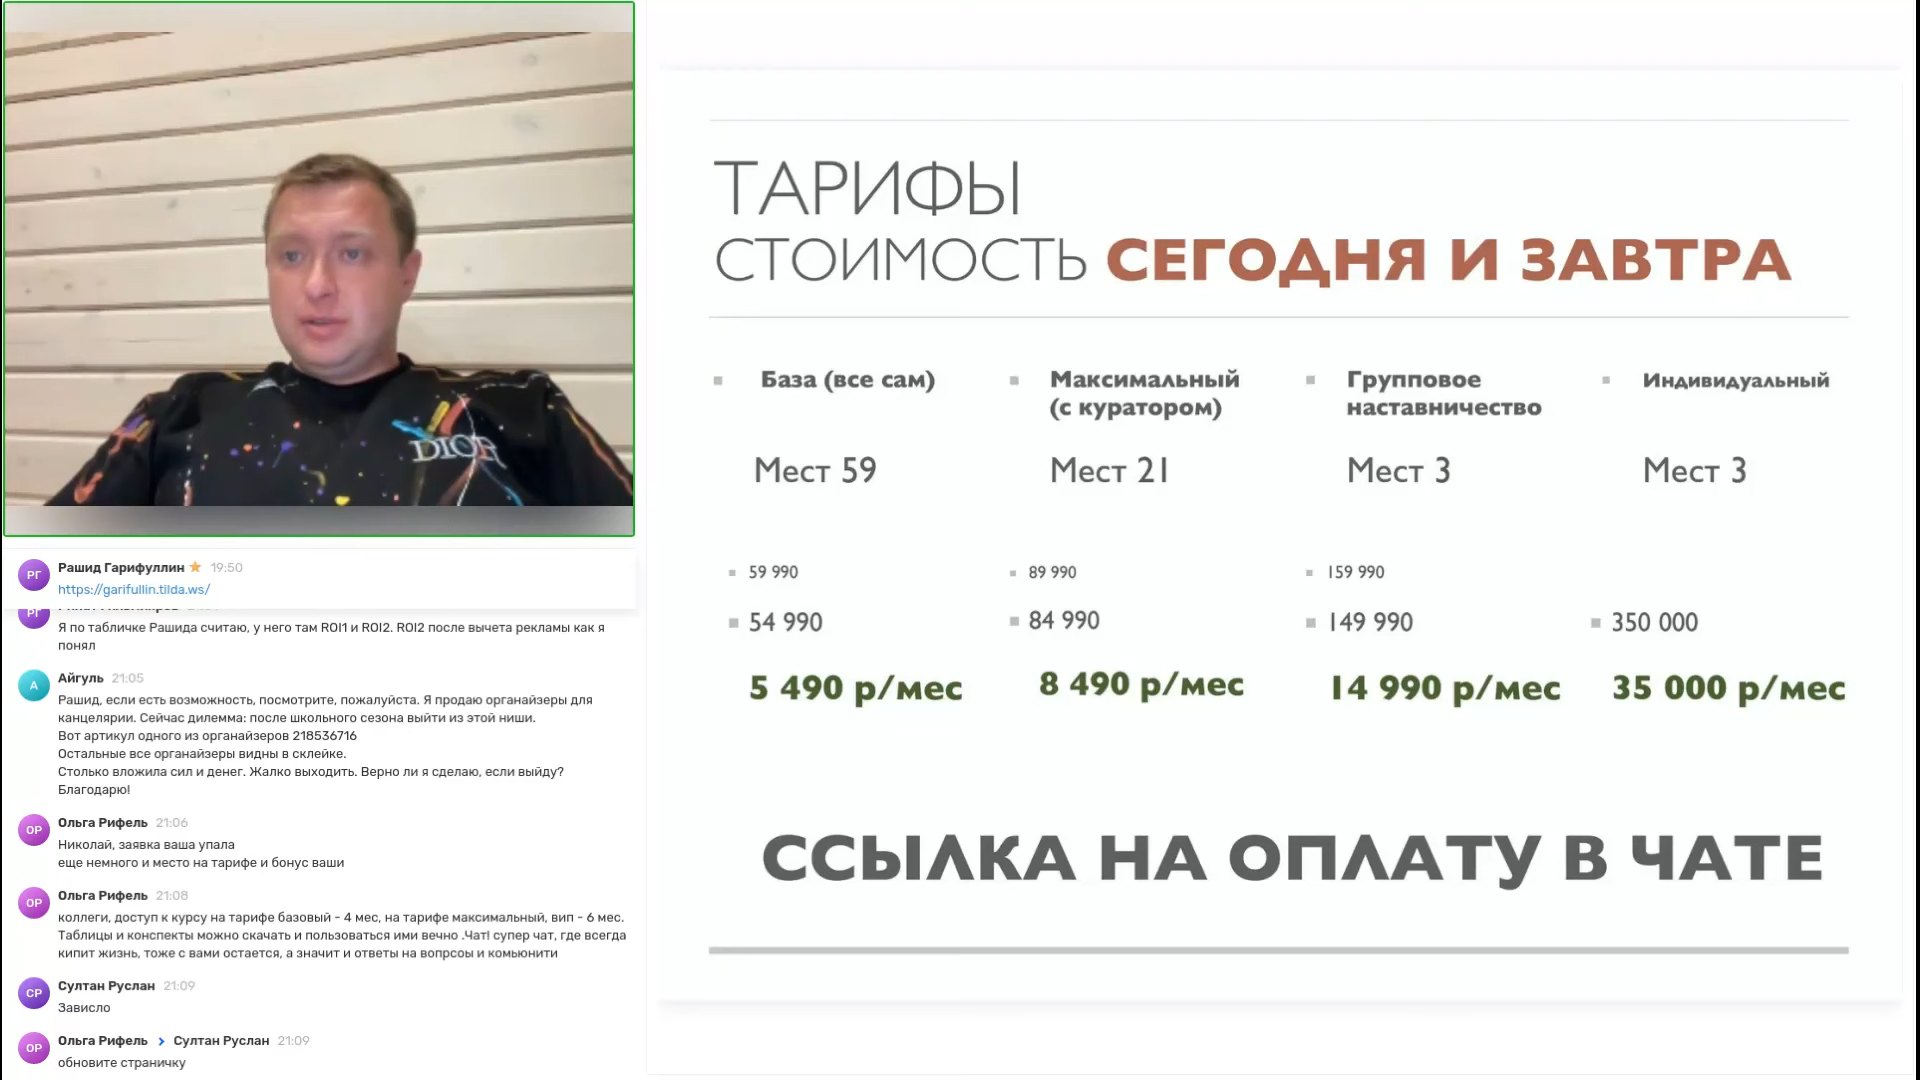 DIOR
РГ
Рашид Гарифуллин 19:50
https://garifullin.tilda.ws/
РГ
Я по табличке Рашида считаю, у него там ROI1 и ROI2. ROI2 после вычета рекламы как я
понял
А
Айгуль 21:05
Рашид, если есть возможность, посмотрите, пожалуйста. Я продаю органайзеры для
канцелярии. Сейчас дилемма: после школьного сезона выйти из этой ниши.
Вот артикул одного из органайзеров 218536716
Остальные все органайзеры видны в склейке.
Столько вложила сил и денег. Жалко выходить. Верно ли я сделаю, если выйду?
Благодарю!
ОР
Ольга Рифель 21:06
Николай, заявка ваша упала
еще немного и место на тарифе и бонус ваши
ОР
Ольга Рифель 21:08
коллеги, доступ к курсу на тарифе базовый - 4 мес, на тарифе максимальный, вип - 6 мес.
Таблицы и конспекты можно скачать и пользоваться ими вечно .Чат! супер чат, где всегда
кипит жизнь, тоже с вами остается, а значит и ответы на вопрсоы и комьюнити
СР
Султан Руслан 21:09
Зависло
ОР
Ольга Рифель > Султан Руслан 21:09
обновите страничку
ТАРИФЫ
СТОИМОСТЬ СЕГОДНЯ И ЗАВТРА
База (все сам)
Мест 59
59 990
54 990
5 490 р/мес
Максимальный
(с куратором)
Мест 21
89 990
84 990
8 490 р/мес
Групповое
наставничество
Мест 3
159 990
149 990
14 990 р/мес
Индивидуальный
Мест 3
350 000
35 000 р/мес
ССЫЛКА НА ОПЛАТУ В ЧАТЕ